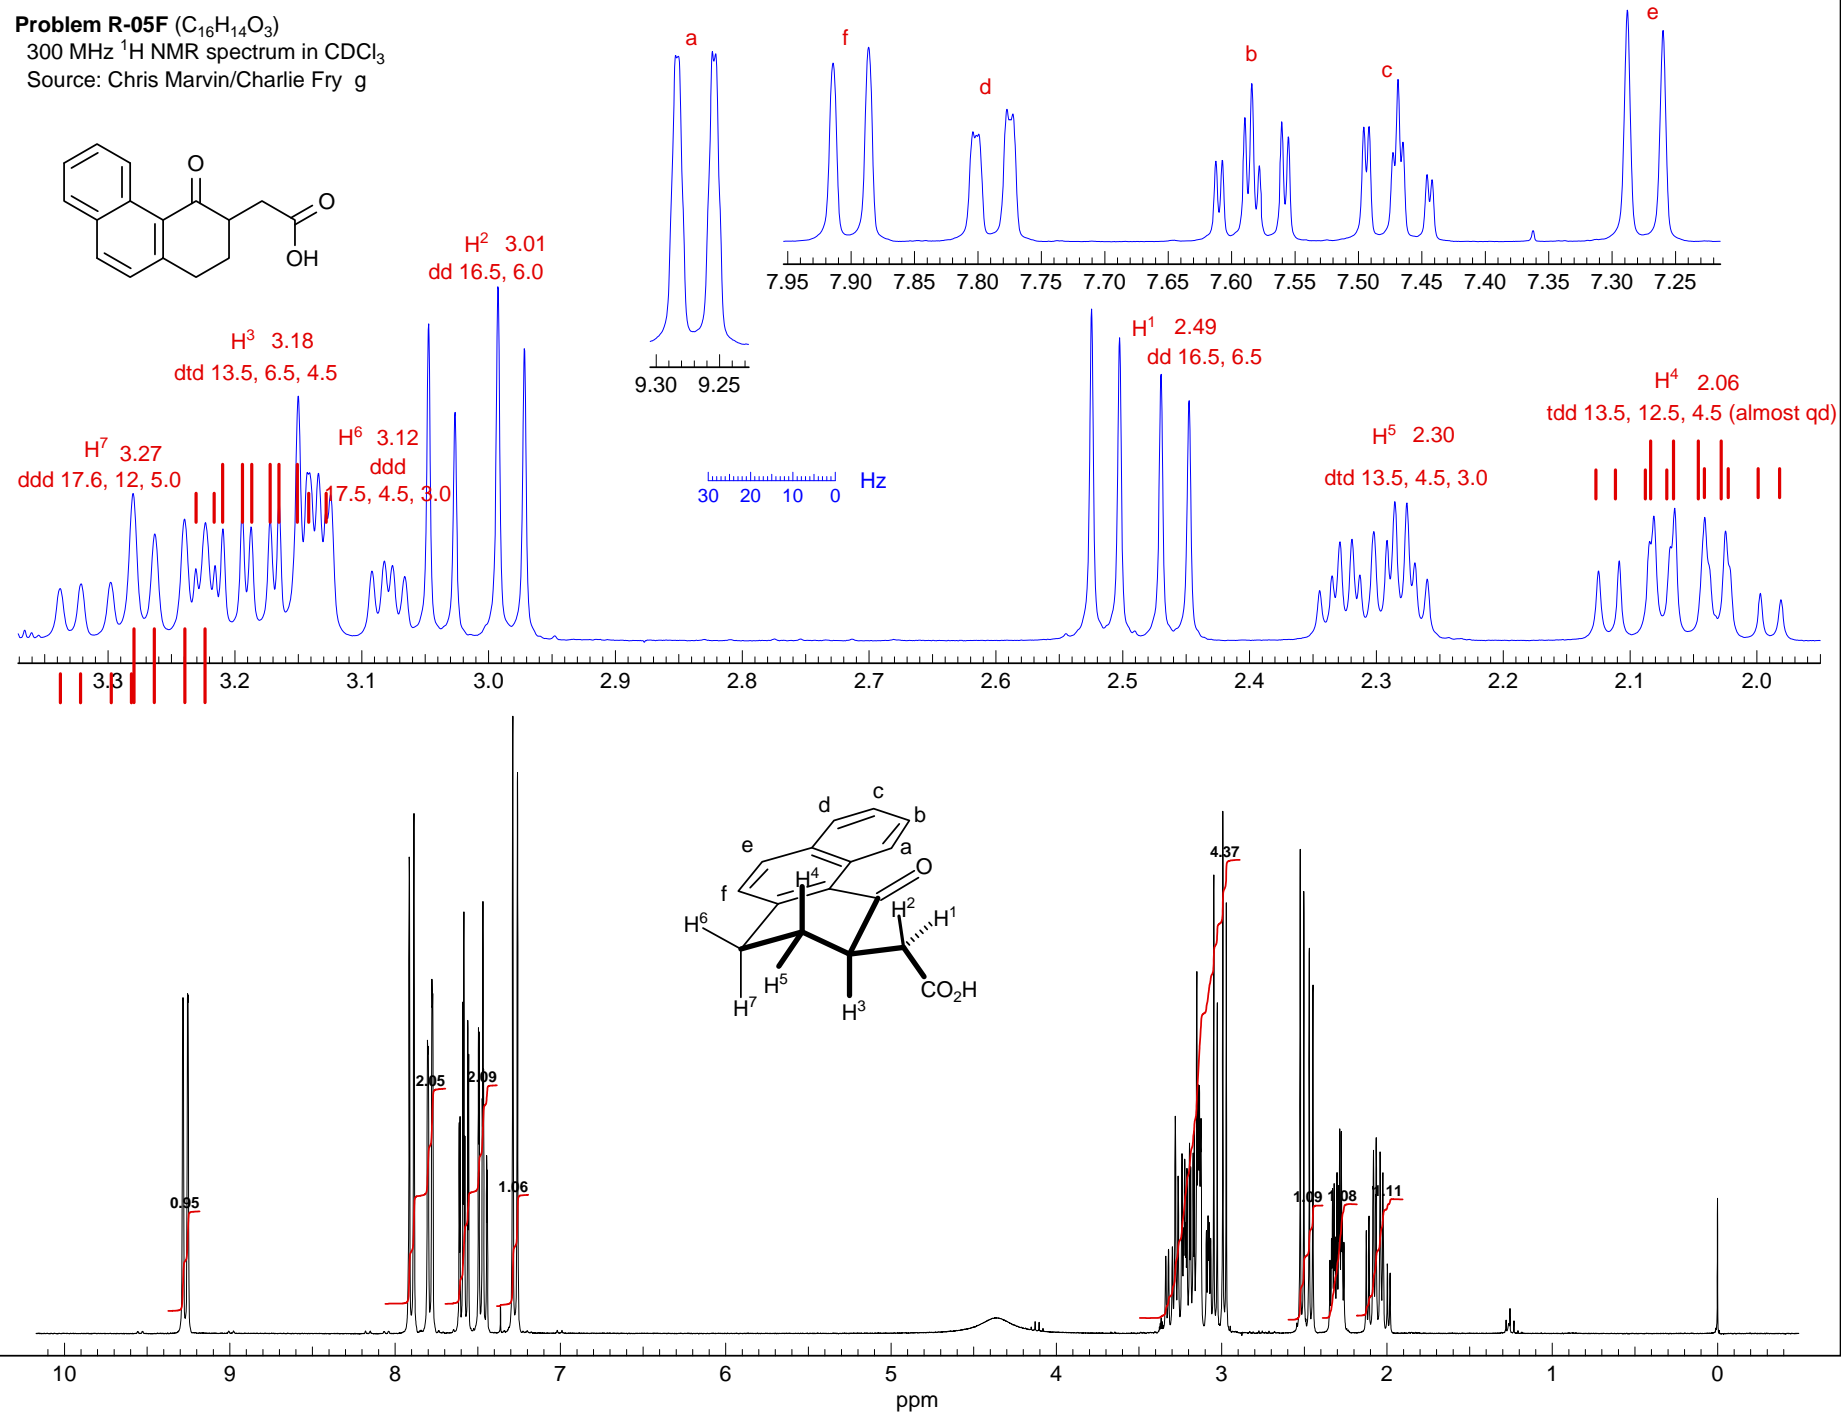 Problem R-05F (C₁₆H₁₄O₃)
300 MHz ¹H NMR spectrum in CDCl₃
Source: Chris Marvin/Charlie Fry g
O
O
OH
a
f
d
b
c
e
7.95 7.90 7.85 7.80 7.75 7.70 7.65 7.60 7.55 7.50 7.45 7.40 7.35 7.30 7.25
9.30 9.25
H² 3.01
dd 16.5, 6.0
H³ 3.18
dtd 13.5, 6.5, 4.5
H¹ 2.49
dd 16.5, 6.5
H⁴ 2.06
tdd 13.5, 12.5, 4.5 (almost qd)
H⁷ 3.27
ddd 17.6, 12, 5.0
H⁶ 3.12
ddd
17.5, 4.5, 3.0
H⁵ 2.30
dtd 13.5, 4.5, 3.0
30 20 10 0 Hz
3.3 3.2 3.1 3.0 2.9 2.8 2.7 2.6 2.5 2.4 2.3 2.2 2.1 2.0
d
c
b
e
a
f
H⁴
O
H⁶
H²
H¹
H⁵
H⁷
H³
CO₂H
0.95
2.05
2.09
1.06
4.37
1.09
1.08
1.11
10 9 8 7 6 5 4 3 2 1 0
ppm